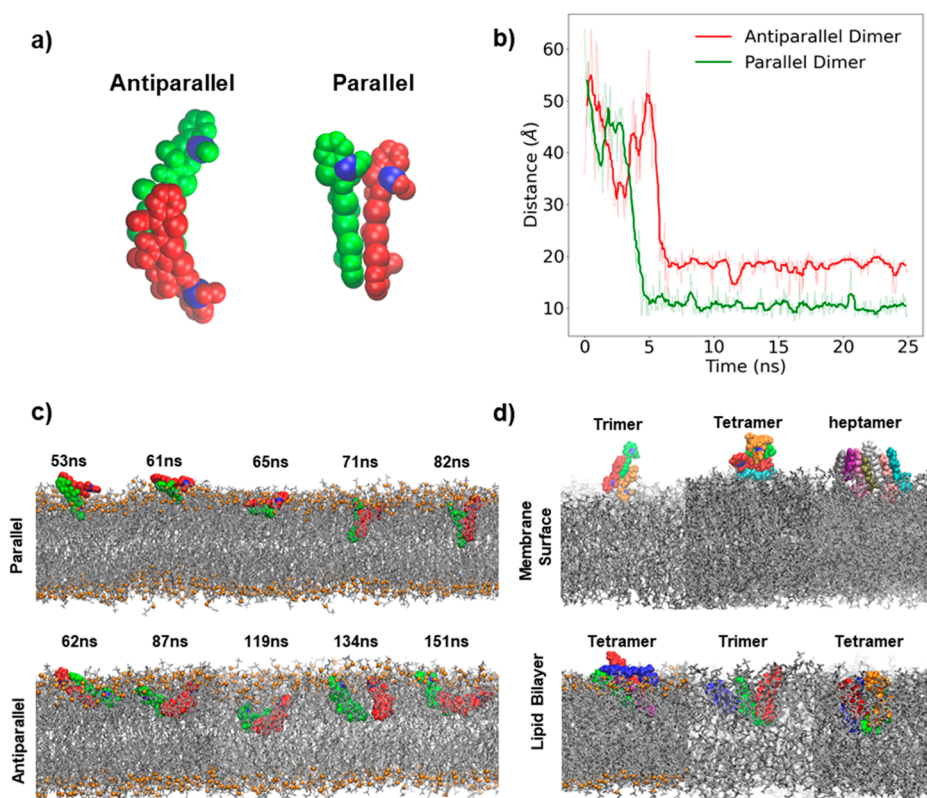 a)
Antiparallel
Parallel
b)
Antiparallel Dimer
Parallel Dimer
Distance (Å)
60
50
40
30
20
10
0
5
10
15
20
25
Time (ns)
c)
53ns
61ns
65ns
71ns
82ns
Parallel
62ns
87ns
119ns
134ns
151ns
Antiparallel
d)
Trimer
Tetramer
heptamer
Membrane
Surface
Tetramer
Trimer
Tetramer
Lipid Bilayer